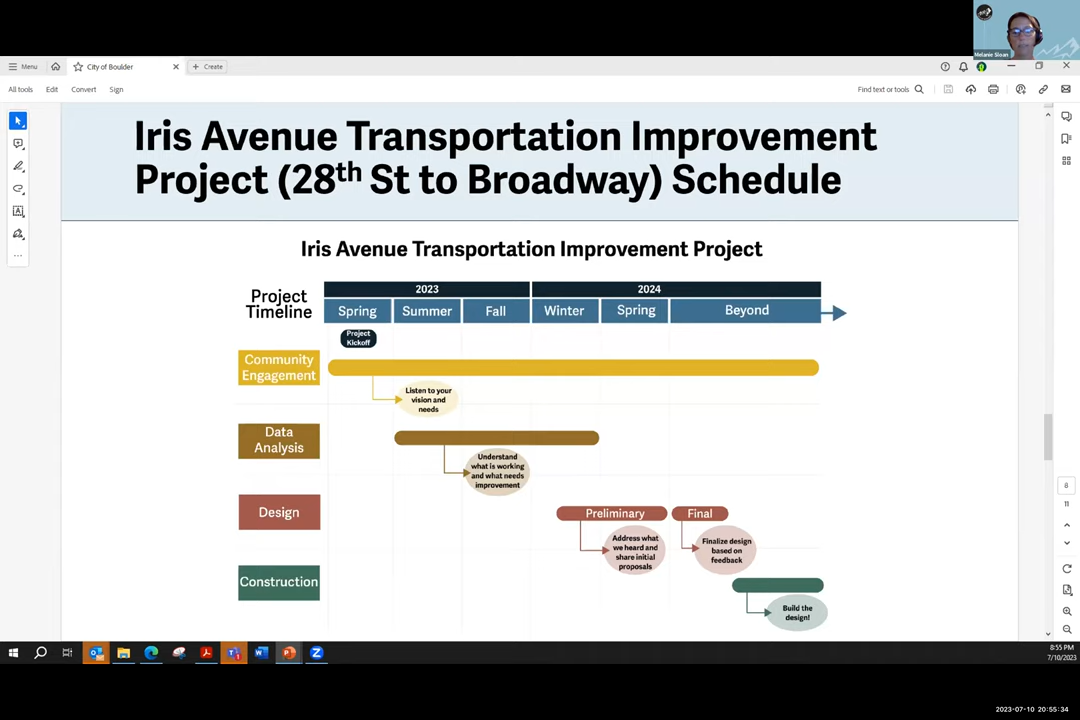 Melanie Sloan
Menu
City of Boulder
Create
All tools
Edit
Convert
Sign
Find text or tools
Iris Avenue Transportation Improvement
Project (28th St to Broadway) Schedule
Iris Avenue Transportation Improvement Project
Project
Timeline
2023
2024
Spring
Summer
Fall
Winter
Spring
Beyond
Project
Kickoff
Community
Engagement
Listen to your
vision and
needs
Data
Analysis
Understand
what is working
and what needs
improvement
Design
Preliminary
Final
Address what
we heard and
share initial
proposals
Finalize design
based on
feedback
Construction
Build the
design!
8
11
8:55 PM
7/10/2023
2023-07-10 20:55:34